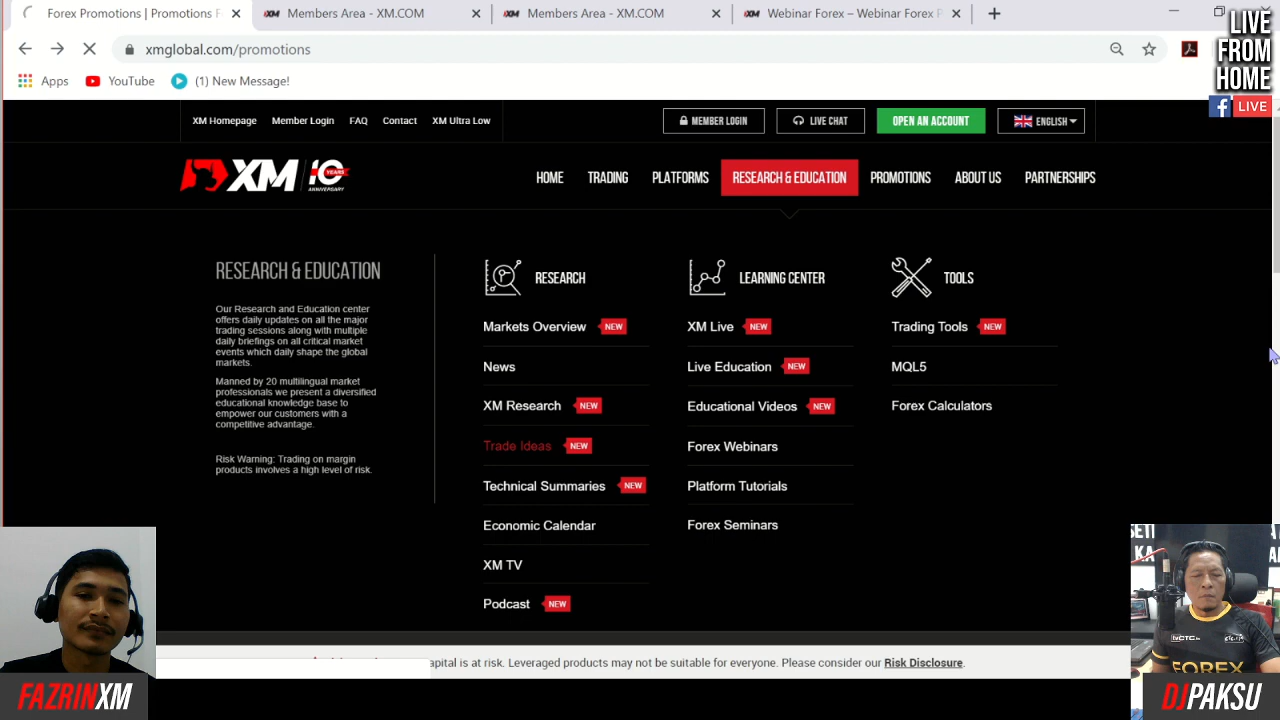 Forex Promotions | Promotions F
Members Area - XM.COM
Members Area - XM.COM
Webinar Forex – Webinar Forex P
LIVE
FROM
HOME
LIVE
xmglobal.com/promotions
Apps
YouTube
(1) New Message!
XM Homepage
Member Login
FAQ
Contact
XM Ultra Low
MEMBER LOGIN
LIVE CHAT
OPEN AN ACCOUNT
ENGLISH
XM
10
YEARS
ANNIVERSARY
HOME
TRADING
PLATFORMS
RESEARCH & EDUCATION
PROMOTIONS
ABOUT US
PARTNERSHIPS
RESEARCH & EDUCATION
Our Research and Education center
offers daily updates on all the major
trading sessions along with multiple
daily briefings on all critical market
events which daily shape the global
markets.
Manned by 20 multilingual market
professionals we present a diversified
educational knowledge base to
empower our customers with a
competitive advantage.
Risk Warning: Trading on margin
products involves a high level of risk.
RESEARCH
Markets Overview NEW
News
XM Research NEW
Trade Ideas NEW
Technical Summaries NEW
Economic Calendar
XM TV
Podcast NEW
LEARNING CENTER
XM Live NEW
Live Education NEW
Educational Videos NEW
Forex Webinars
Platform Tutorials
Forex Seminars
TOOLS
Trading Tools NEW
MQL5
Forex Calculators
apital is at risk. Leveraged products may not be suitable for everyone. Please consider our Risk Disclosure.
FAZRINXM
FOREX
DJPAKSU